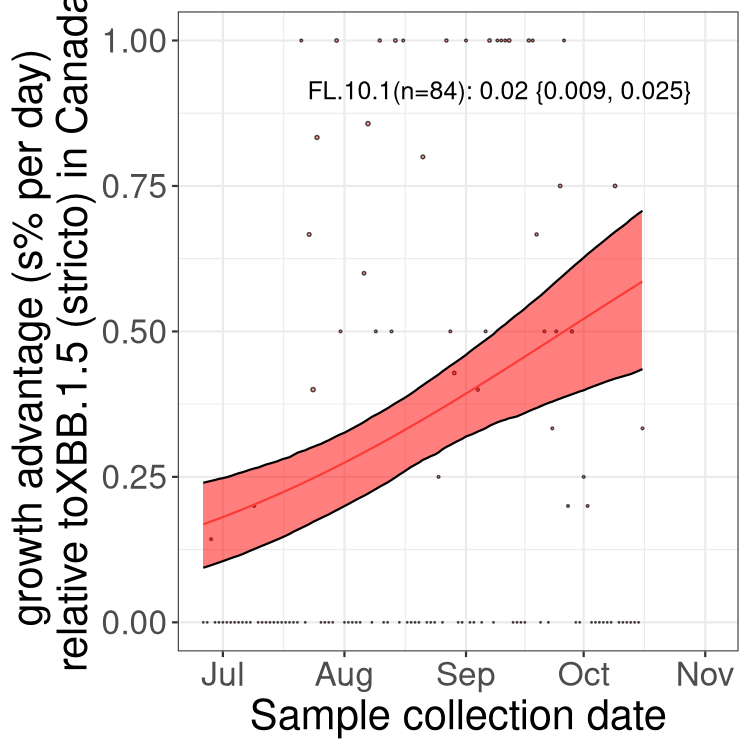 growth advantage (s% per day)
relative toXBB.1.5 (stricto) in Canada
1.00
0.75
0.50
0.25
0.00
FL.10.1(n=84): 0.02 {0.009, 0.025}
Jul Aug Sep Oct Nov
Sample collection date